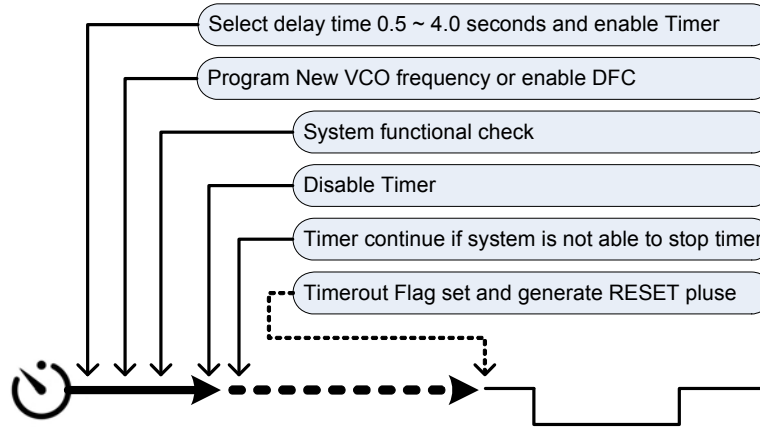 Select delay time 0.5 ~ 4.0 seconds and enable Timer
Program New VCO frequency or enable DFC
System functional check
Disable Timer
Timer continue if system is not able to stop timer
Timerout Flag set and generate RESET pluse